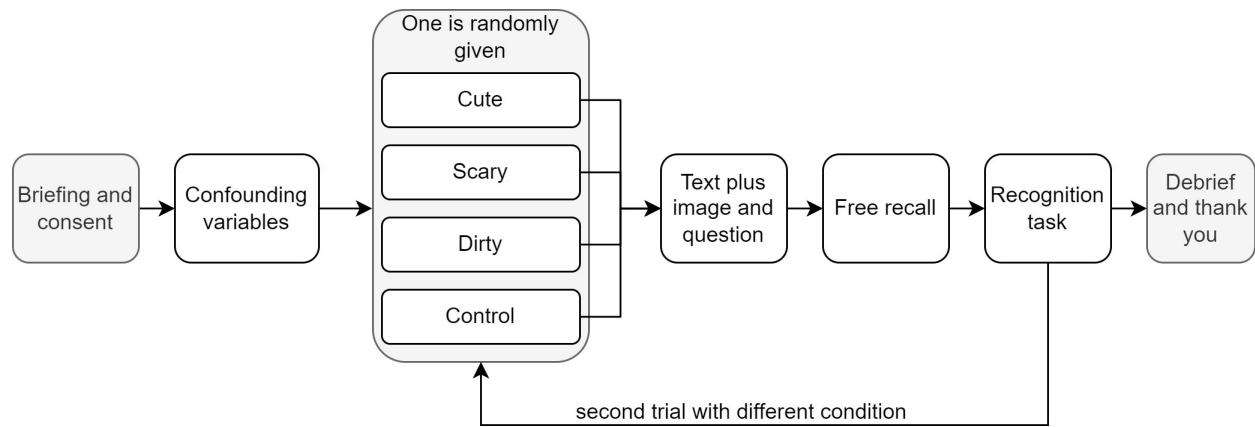 Briefing and
consent
Confounding
variables
One is randomly
given
Cute
Scary
Dirty
Control
Text plus
image and
question
Free recall
Recognition
task
Debrief
and thank
you
second trial with different condition